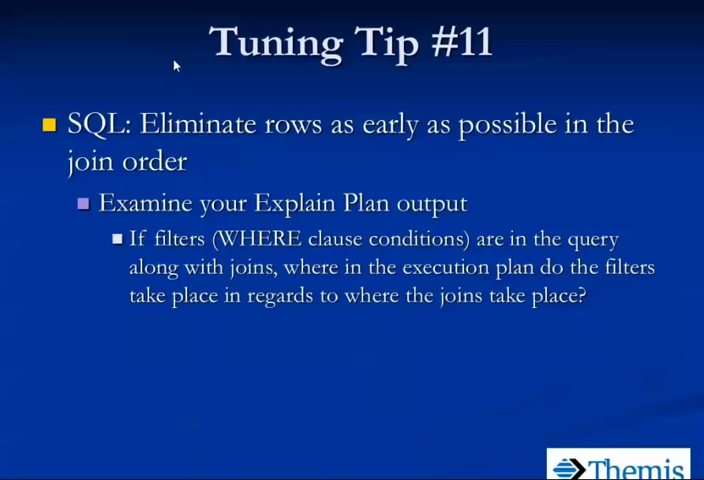 Tuning Tip #11
SQL: Eliminate rows as early as possible in the
join order
Examine your Explain Plan output
If filters (WHERE clause conditions) are in the query
along with joins, where in the execution plan do the filters
take place in regards to where the joins take place?
Themis